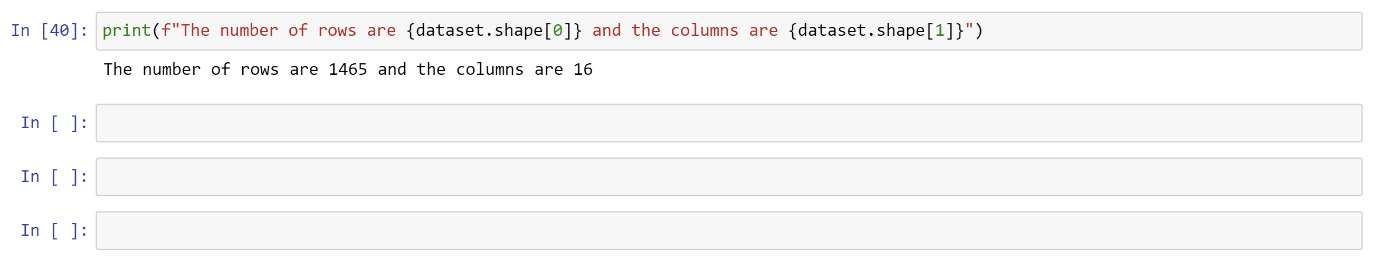 In [40]: print(f"The number of rows are {dataset.shape[0]} and the columns are {dataset.shape[1]}")
The number of rows are 1465 and the columns are 16
In [ ]:
In [ ]:
In [ ]: